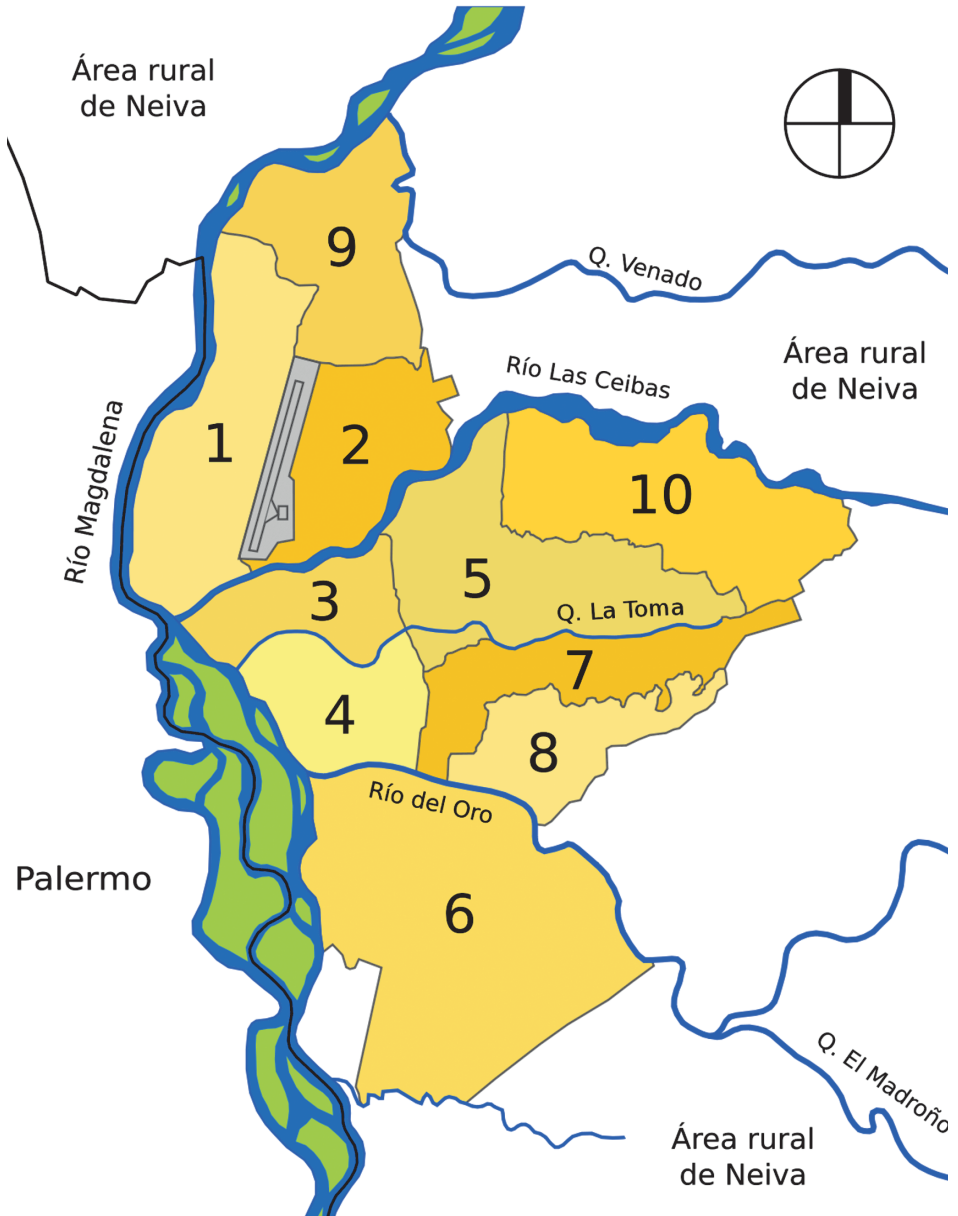 Área rural
de Neiva
9
Q. Venado
Área rural
de Neiva
Río Las Ceibas
Río Magdalena
1
2
10
5
3
Q. La Toma
7
4
8
Río del Oro
Palermo
6
Q. El Madroño
Área rural
de Neiva